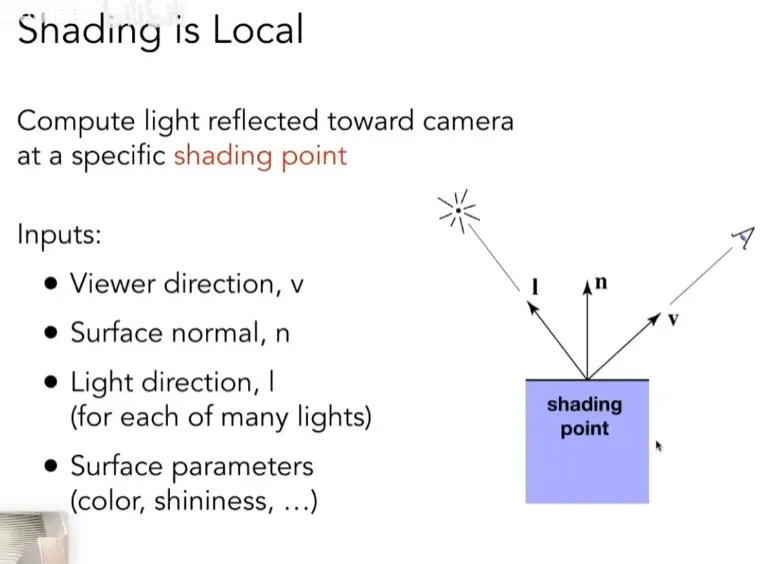 Shading is Local
Compute light reflected toward camera
at a specific shading point
Inputs:
● Viewer direction, v
● Surface normal, n
● Light direction, l
(for each of many lights)
● Surface parameters
(color, shininess, …)
l
n
v
shading
point